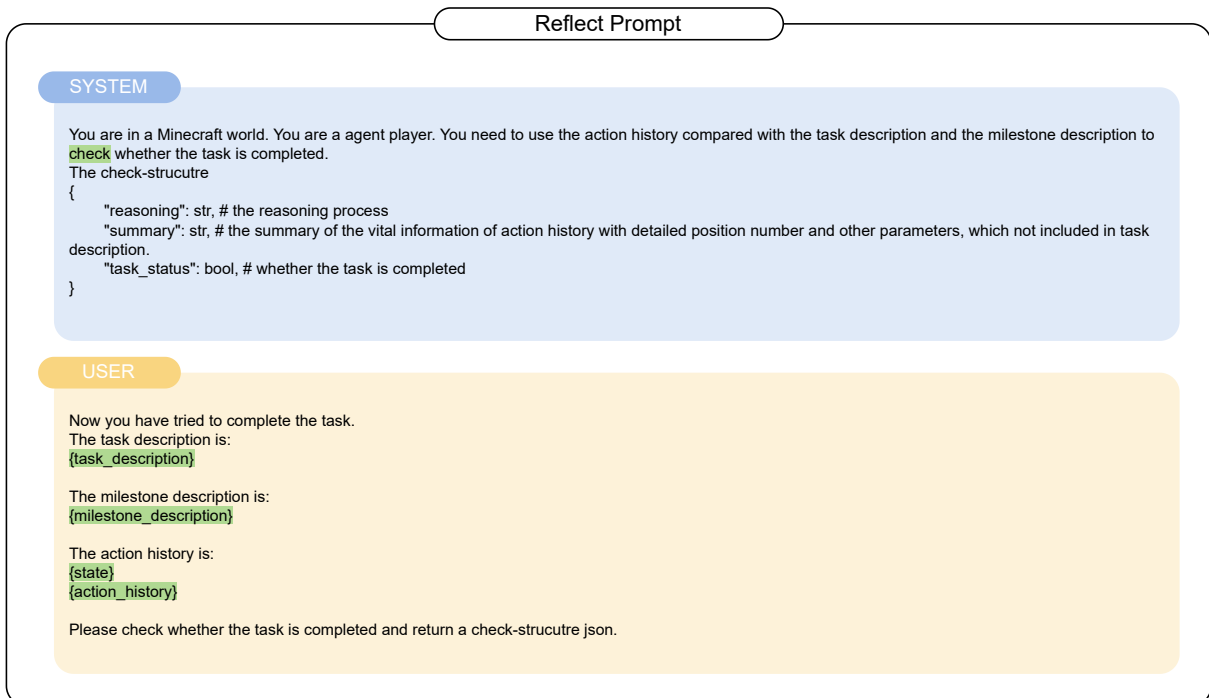 Reflect Prompt
SYSTEM
You are in a Minecraft world. You are a agent player. You need to use the action history compared with the task description and the milestone description to
check whether the task is completed.
The check-strucutre
{
"reasoning": str, # the reasoning process
"summary": str, # the summary of the vital information of action history with detailed position number and other parameters, which not included in task
description.
"task_status": bool, # whether the task is completed
}
USER
Now you have tried to complete the task.
The task description is:
{task_description}
The milestone description is:
{milestone_description}
The action history is:
{state}
{action_history}
Please check whether the task is completed and return a check-strucutre json.